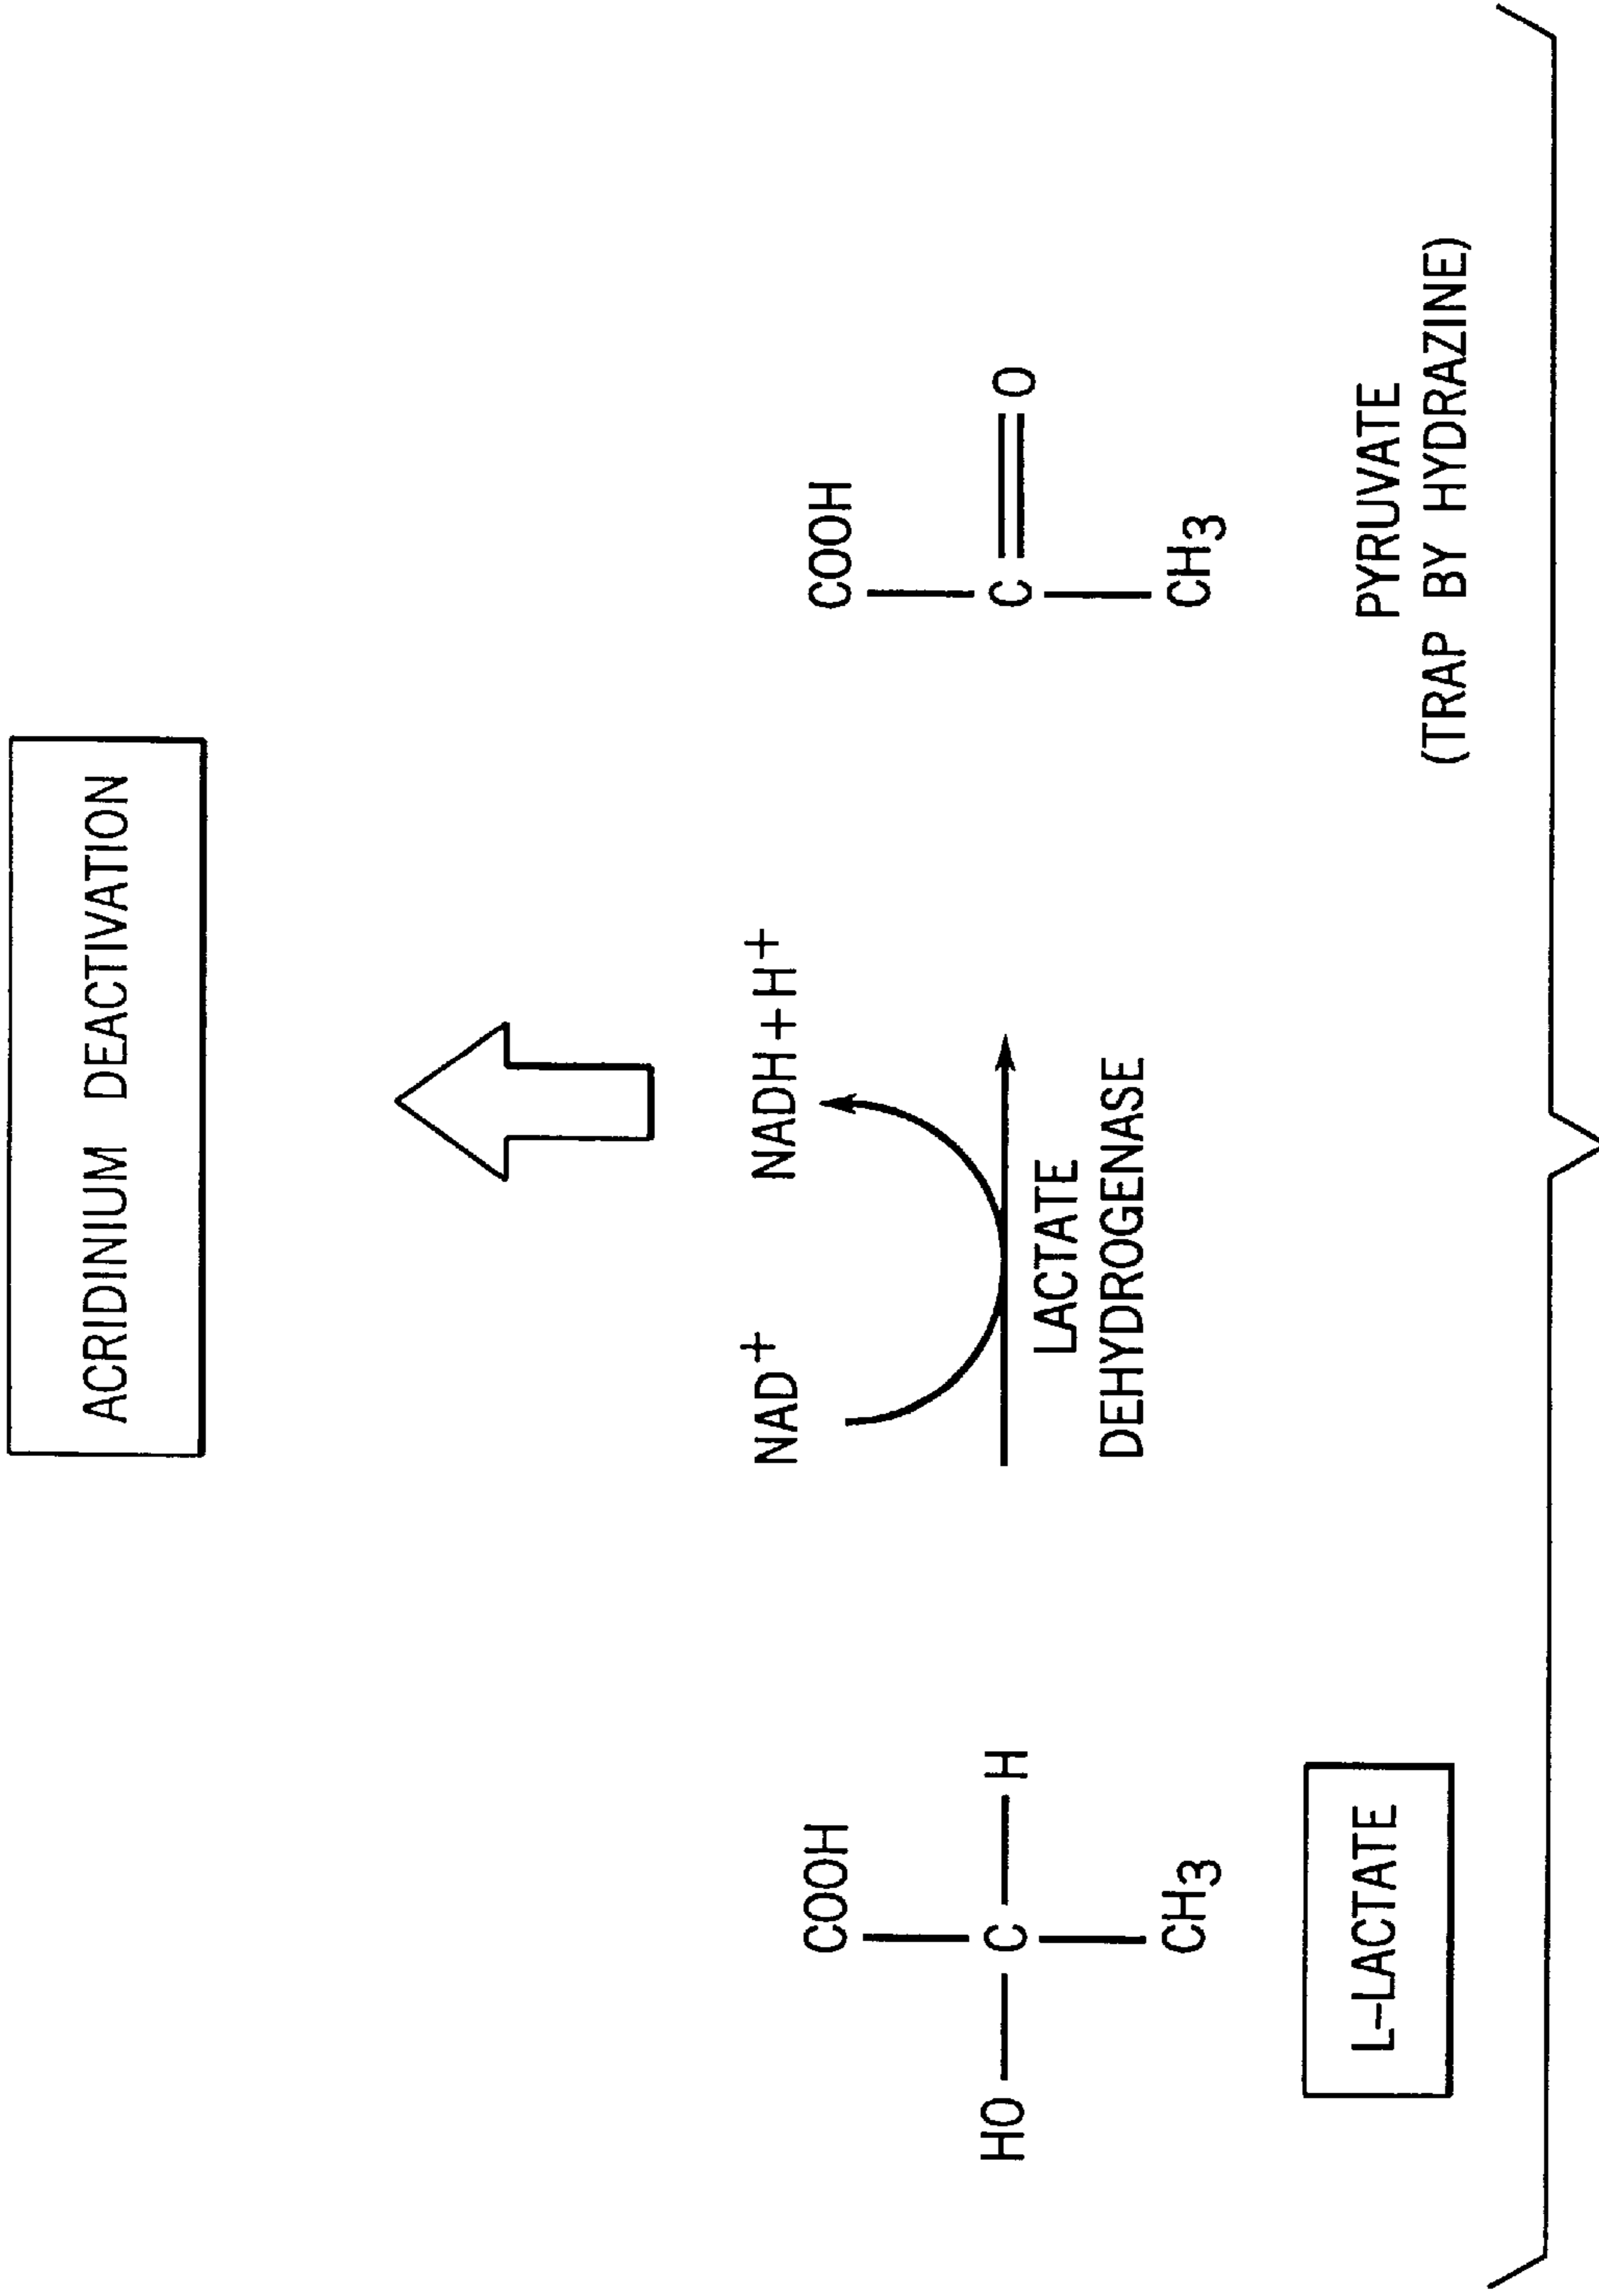 ACRIDINIUM DEACTIVATION
NAD+ NADH+H+
COOH COOH
HO C H C O
LACTATE
DEHYDROGENASE
CH3 CH3
L-LACTATE PYRUVATE
(TRAP BY HYDRAZINE)